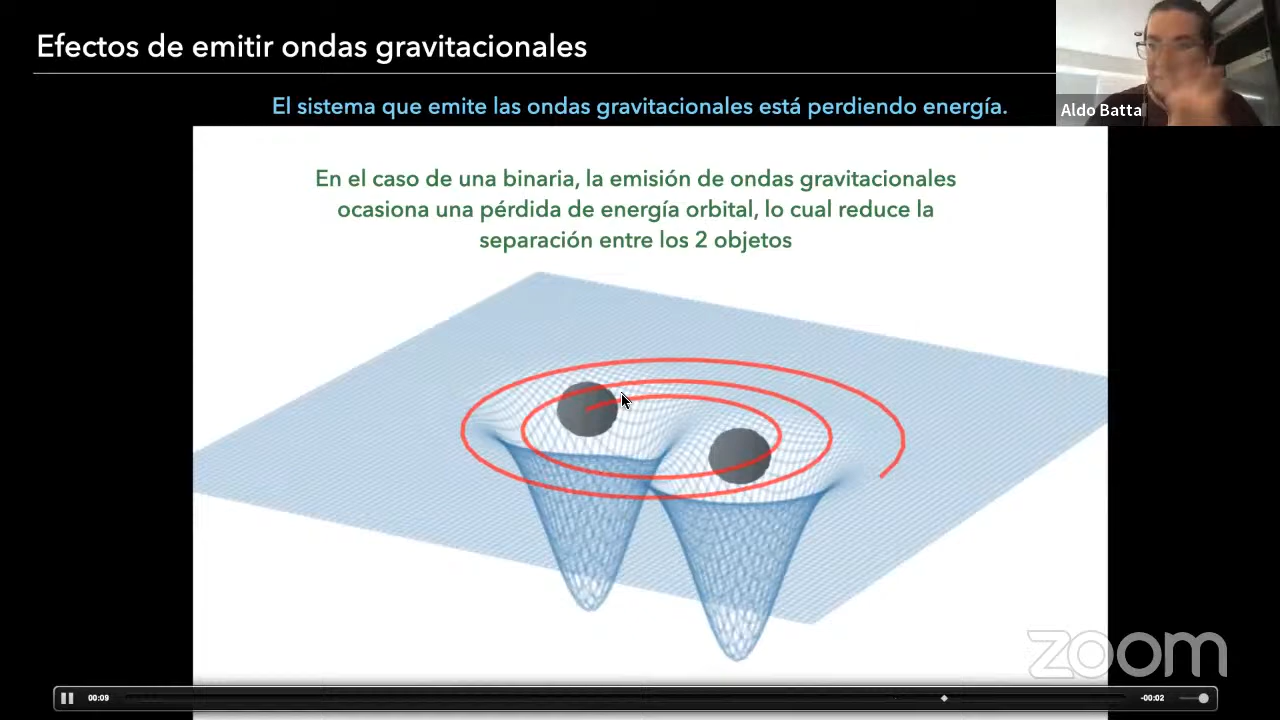 Efectos de emitir ondas gravitacionales
Aldo Batta
El sistema que emite las ondas gravitacionales está perdiendo energía.
En el caso de una binaria, la emisión de ondas gravitacionales
ocasiona una pérdida de energía orbital, lo cual reduce la
separación entre los 2 objetos
zoom
00:09
-00:02